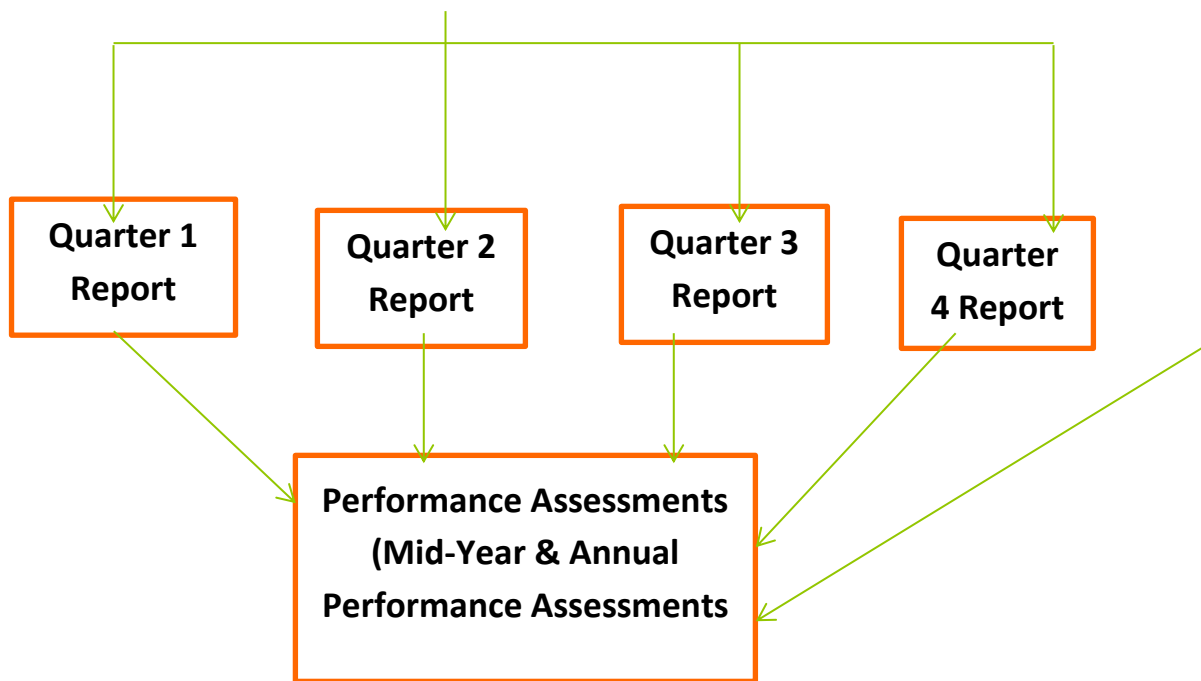 Quarter 1
Report
Quarter 2
Report
Quarter 3
Report
Quarter
4 Report
Performance Assessments
(Mid-Year & Annual
Performance Assessments